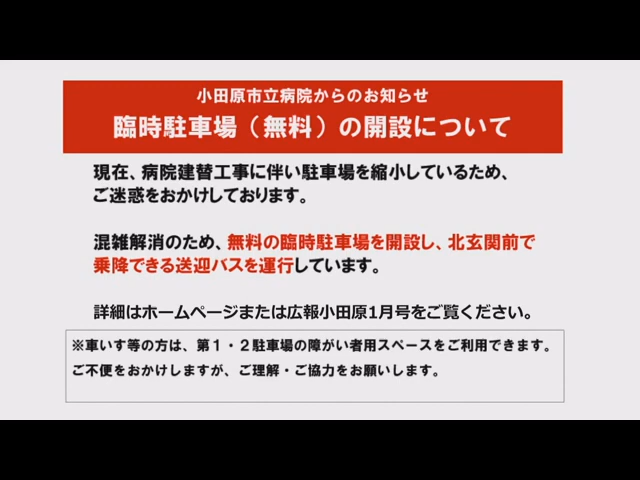 小田原市立病院からのお知らせ
臨時駐車場（無料）の開設について
現在、病院建替工事に伴い駐車場を縮小しているため、
ご迷惑をおかけしております。
混雑解消のため、無料の臨時駐車場を開設し、北玄関前で
乗降できる送迎バスを運行しています。
詳細はホームページまたは広報小田原1月号をご覧ください。
※車いす等の方は、第１・２駐車場の障がい者用スペースをご利用できます。
ご不便をおかけしますが、ご理解・ご協力をお願いします。